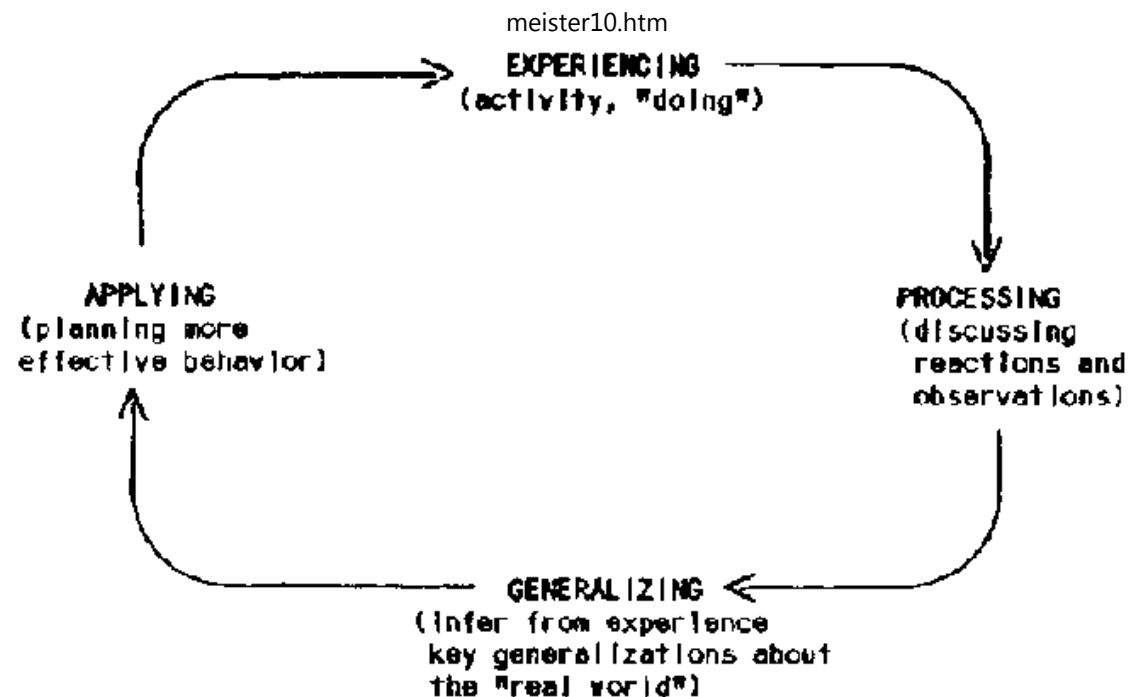 meister10.htm
EXPERIENCING
(activity, "doing")
APPLYING
(planning more
effective behavior)
PROCESSING
(discussing
reactions and
observations)
GENERALIZING
(infer from experience
key generalizations about
the "real world")